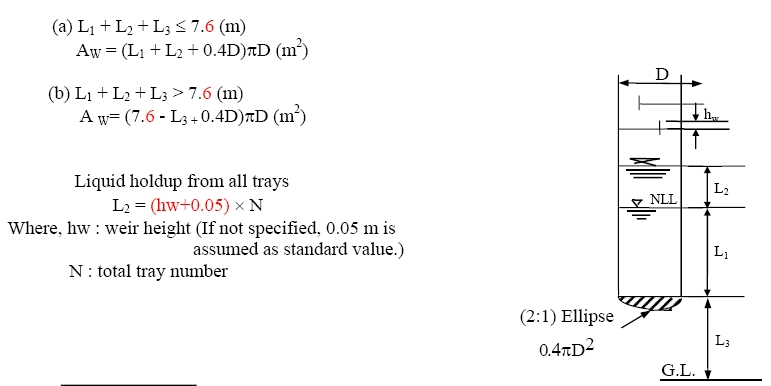 (a) L₁ + L₂ + L₃ ≤ 7.6 (m)
Aw = (L₁ + L₂ + 0.4D)πD (m²)
(b) L₁ + L₂ + L₃ > 7.6 (m)
A w= (7.6 - L₃ + 0.4D)πD (m²)
Liquid holdup from all trays
L₂ = (hw+0.05) × N
Where, hw : weir height (If not specified, 0.05 m is
assumed as standard value.)
N : total tray number
D
hw
L₂
NLL
L₁
(2:1) Ellipse
0.4πD²
L₃
G.L.